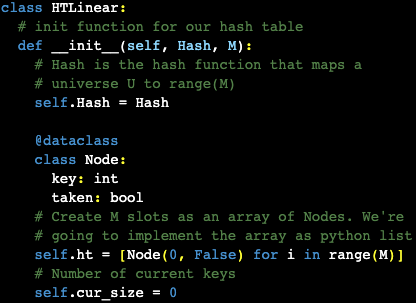 class HTLinear:
  # init function for our hash table
  def __init__(self, Hash, M):
    # Hash is the hash function that maps a
    # universe U to range(M)
    self.Hash = Hash

    @dataclass
    class Node:
      key: int
      taken: bool
    # Create M slots as an array of Nodes. We're
    # going to implement the array as python list
    self.ht = [Node(0, False) for i in range(M)]
    # Number of current keys
    self.cur_size = 0